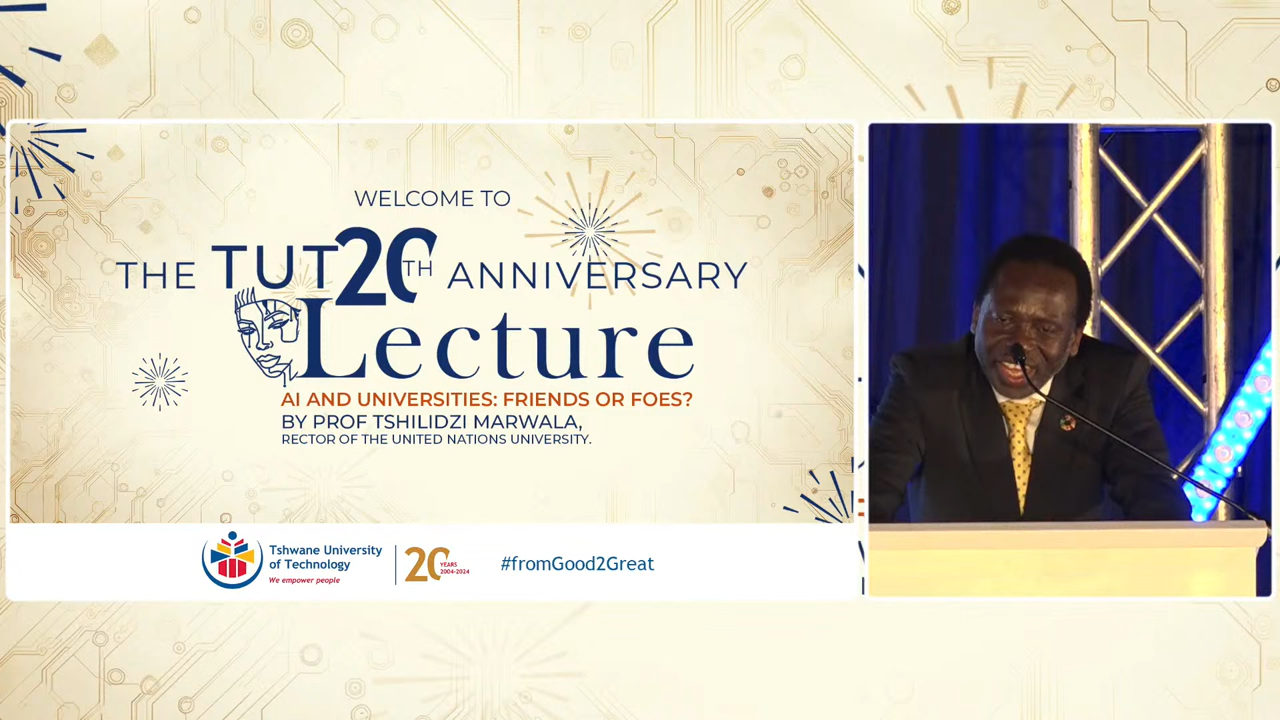 WELCOME TO
THE TUT 20TH ANNIVERSARY
Lecture
AI AND UNIVERSITIES: FRIENDS OR FOES?
BY PROF TSHILIDZI MARWALA,
RECTOR OF THE UNITED NATIONS UNIVERSITY.
Tshwane University
of Technology
We empower people
20 YEARS
2004-2024
#fromGood2Great